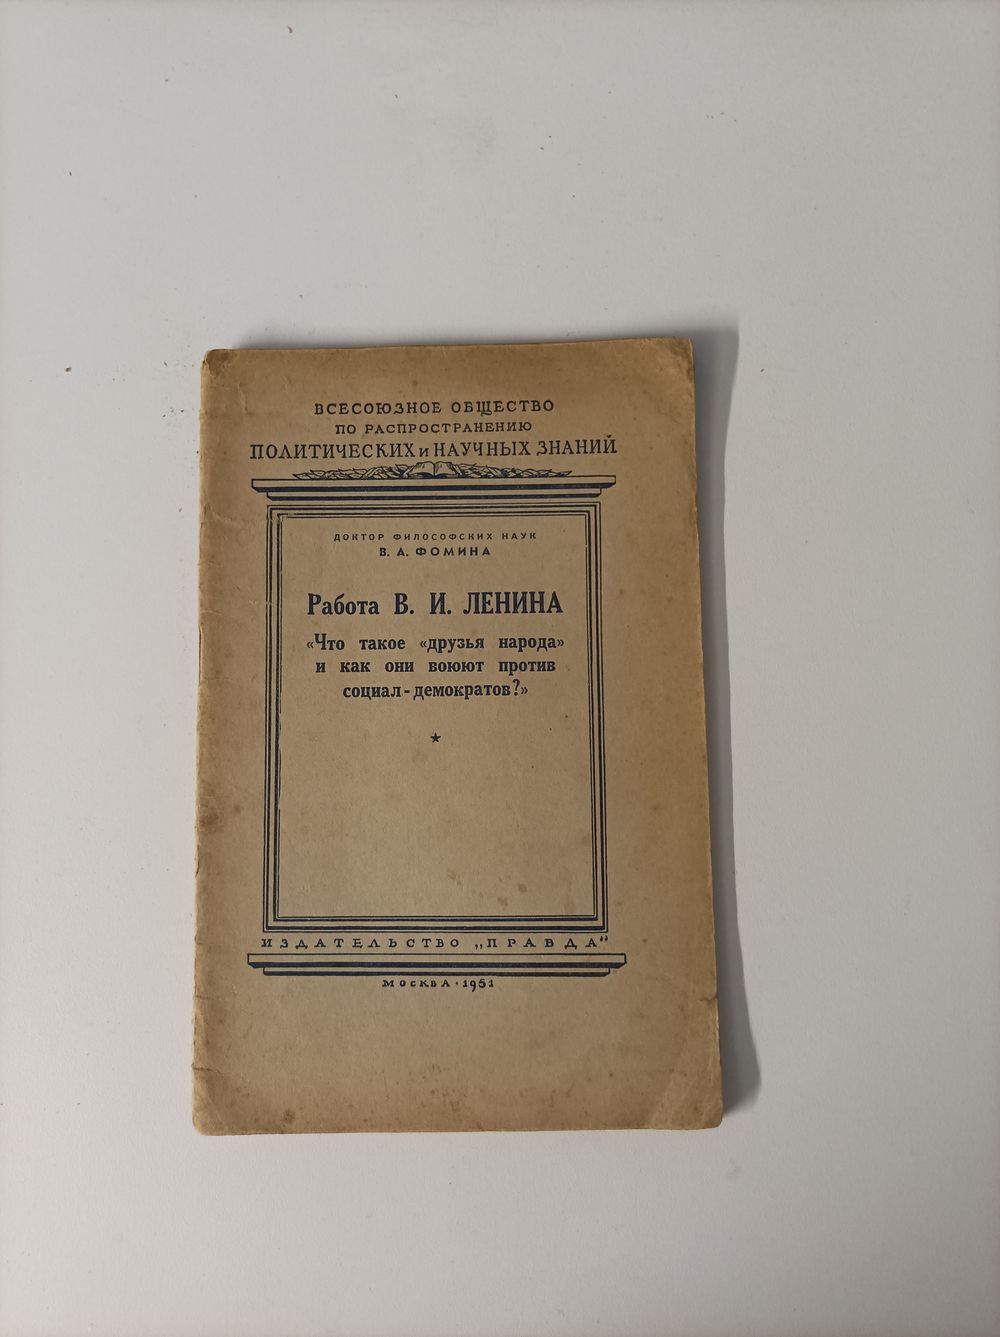 ВСЕСОЮЗНОЕ ОБЩЕСТВО
ПО РАСПРОСТРАНЕНИЮ
ПОЛИТИЧЕСКИХ и НАУЧНЫХ ЗНАНИЙ
ДОКТОР ФИЛОСОФСКИХ НАУК
В. А. ФОМИНА
Работа В. И. ЛЕНИНА
«Что такое «друзья народа»
и как они воюют против
социал-демократов?»
ИЗДАТЕЛЬСТВО „ПРАВДА"
МОСКВА · 1951